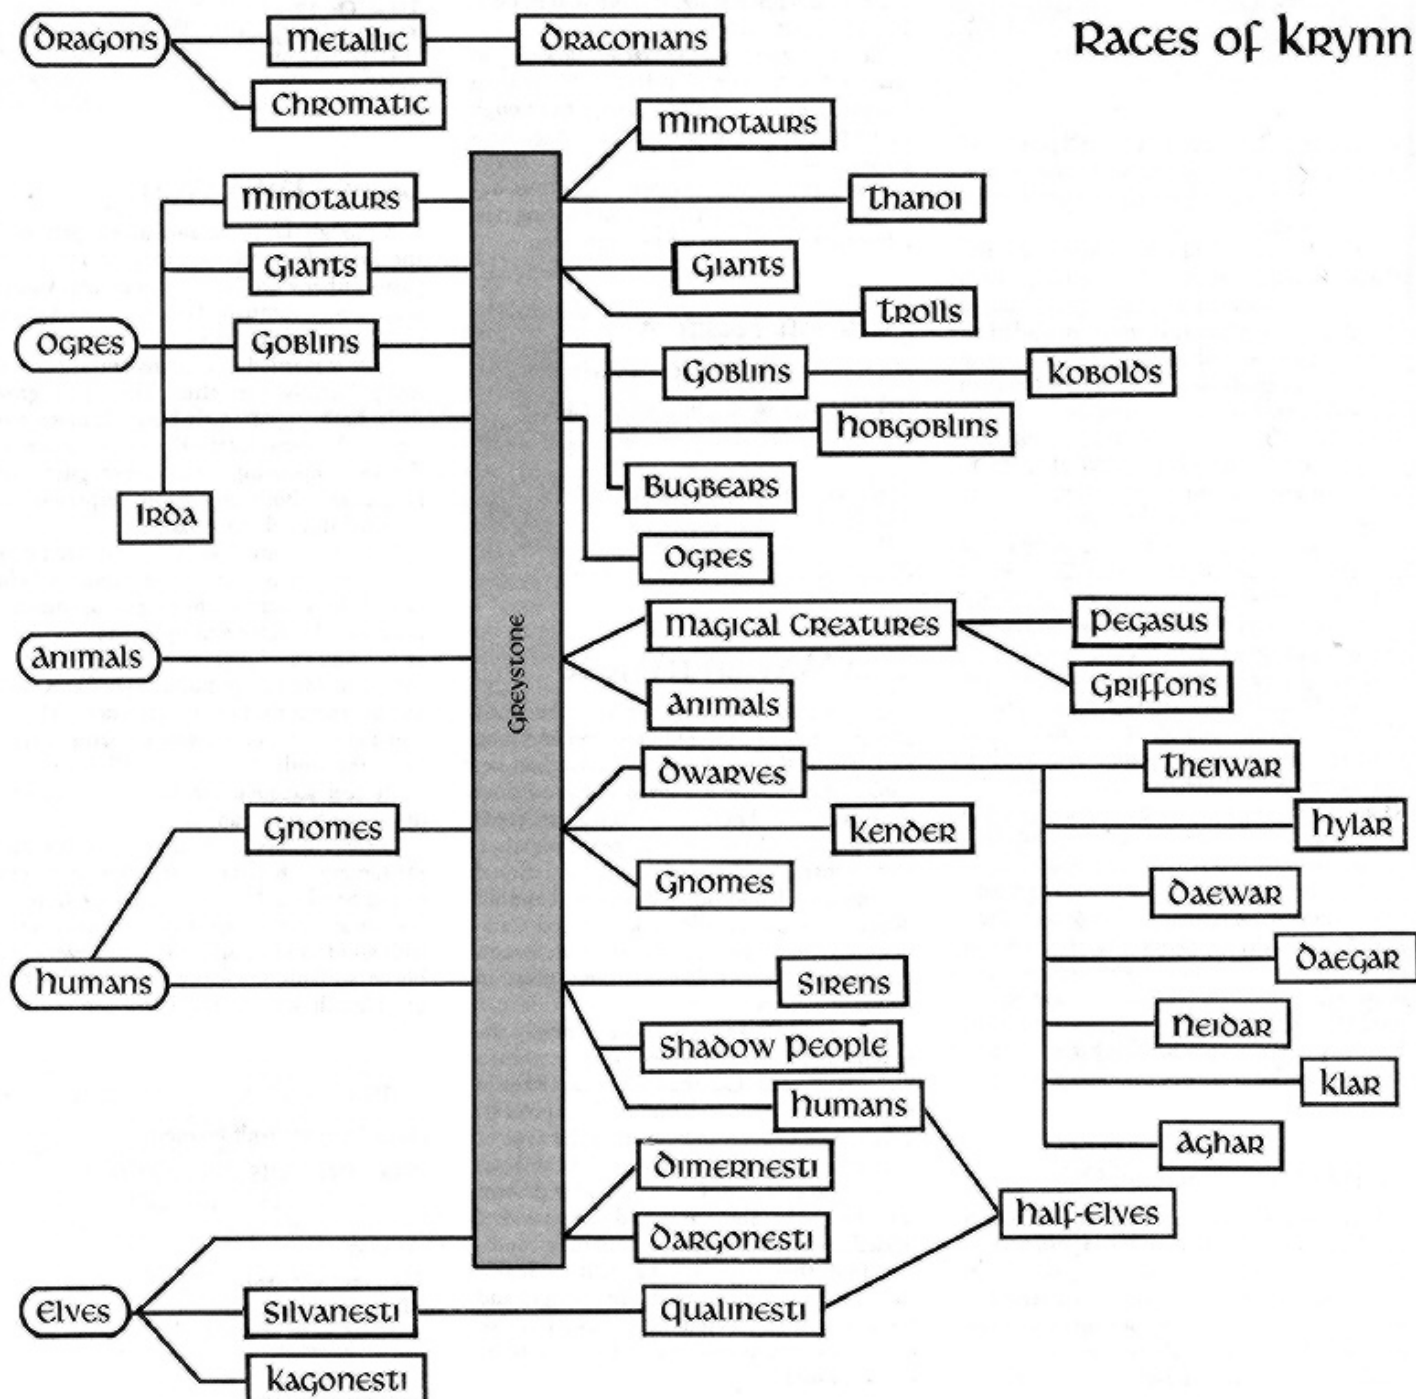 Races of Krynn
Dragons
Metallic
Draconians
Chromatic
Minotaurs
Minotaurs
Thanoi
Giants
Giants
Trolls
Ogres
Goblins
Goblins
Kobolds
Hobgoblins
Bugbears
Irda
Ogres
Greystone
Animals
Magical Creatures
Pegasus
Griffons
Animals
Dwarves
Theiwar
Gnomes
Kender
Hylar
Gnomes
Daewar
Daegar
Humans
Sirens
Neidar
Shadow People
Klar
Humans
Aghar
Dimernesti
Half-Elves
Dargonesti
Elves
Silvanesti
Qualinesti
Kagonesti